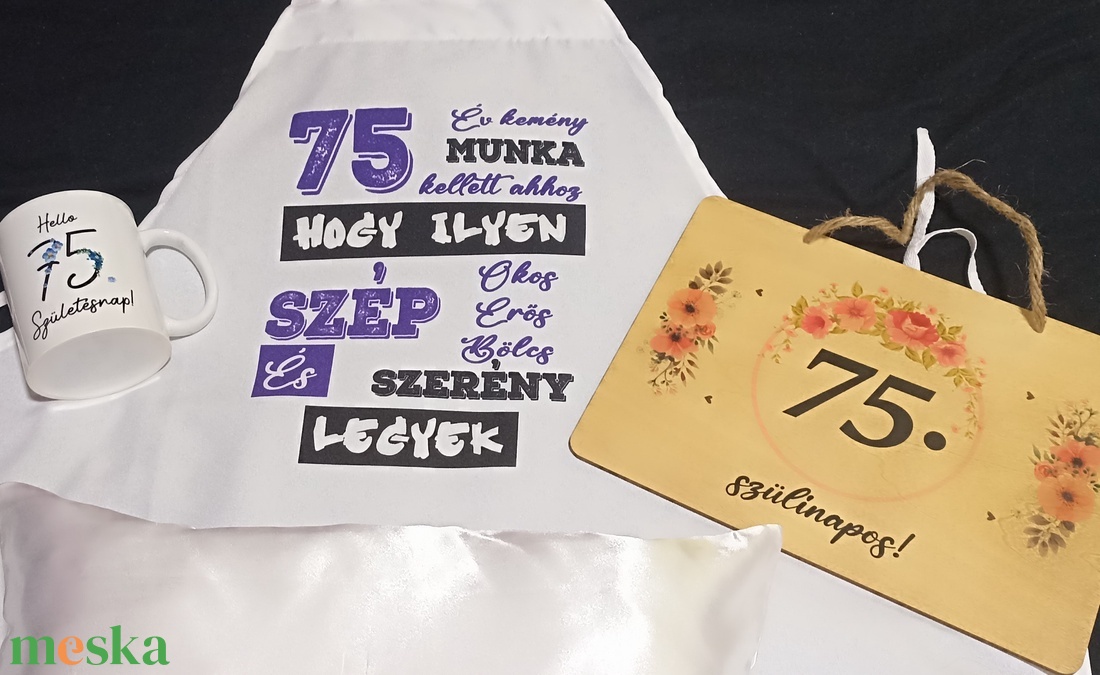 Hello
75.
Születésnap!
75
Év kemény
MUNKA
kellett ahhoz
HOGY ILYEN
SZÉP
Okos
Erős
Bölcs
És
SZERÉNY
LEGYEK
75.
szülinapos!
meska